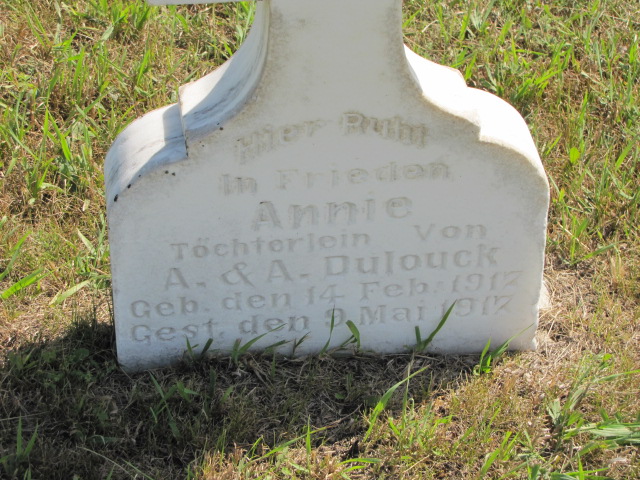 Hier Ruht
In Frieden
Annie
Töchterlein Von
A. & A. Dulouck
Geb. den 14 Feb. 1917
Gest. den 9 Mai 1917